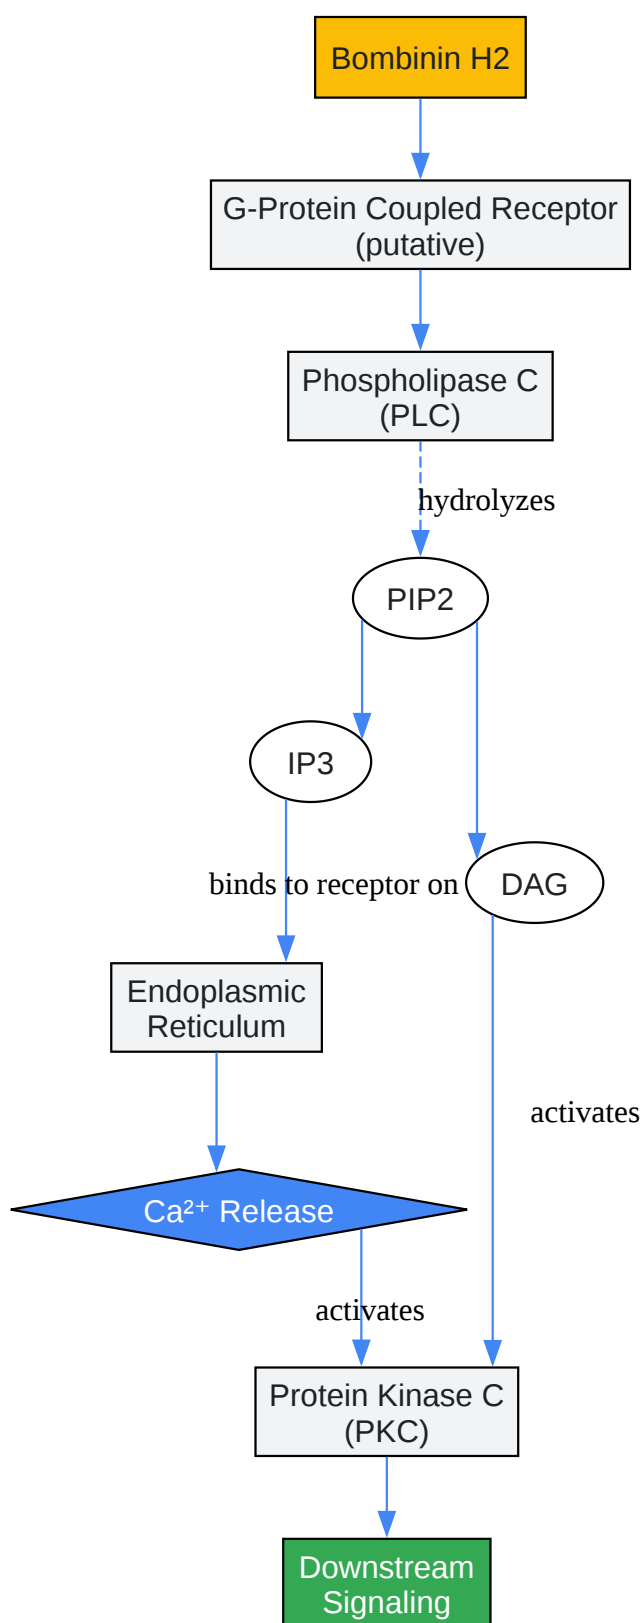 Bombinin H2
G-Protein Coupled Receptor
(putative)
Phospholipase C
(PLC)
hydrolyzes
PIP2
IP3
binds to receptor on
DAG
Endoplasmic
Reticulum
activates
Ca²⁺ Release
activates
Protein Kinase C
(PKC)
Downstream
Signaling